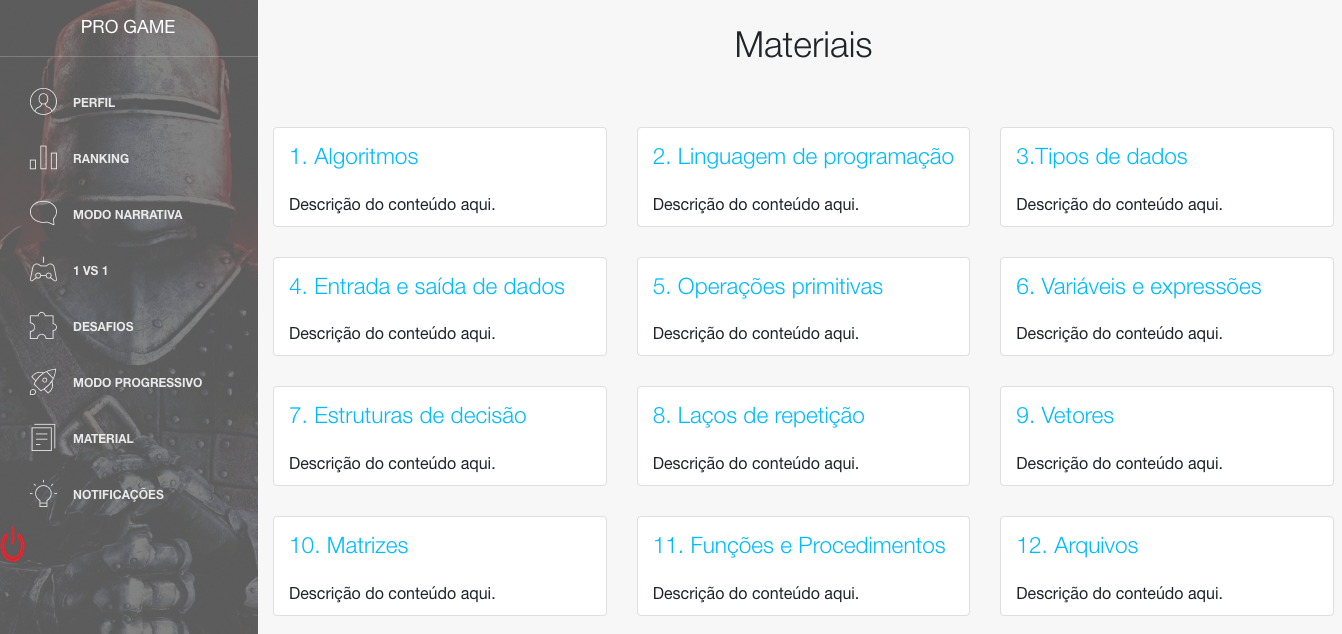 PRO GAME
PERFIL
RANKING
MODO NARRATIVA
1 VS 1
DESAFIOS
MODO PROGRESSIVO
MATERIAL
NOTIFICAÇÕES
Materiais
1. Algoritmos
Descrição do conteúdo aqui.
2. Linguagem de programação
Descrição do conteúdo aqui.
3.Tipos de dados
Descrição do conteúdo aqui.
4. Entrada e saída de dados
Descrição do conteúdo aqui.
5. Operações primitivas
Descrição do conteúdo aqui.
6. Variáveis e expressões
Descrição do conteúdo aqui.
7. Estruturas de decisão
Descrição do conteúdo aqui.
8. Laços de repetição
Descrição do conteúdo aqui.
9. Vetores
Descrição do conteúdo aqui.
10. Matrizes
Descrição do conteúdo aqui.
11. Funções e Procedimentos
Descrição do conteúdo aqui.
12. Arquivos
Descrição do conteúdo aqui.